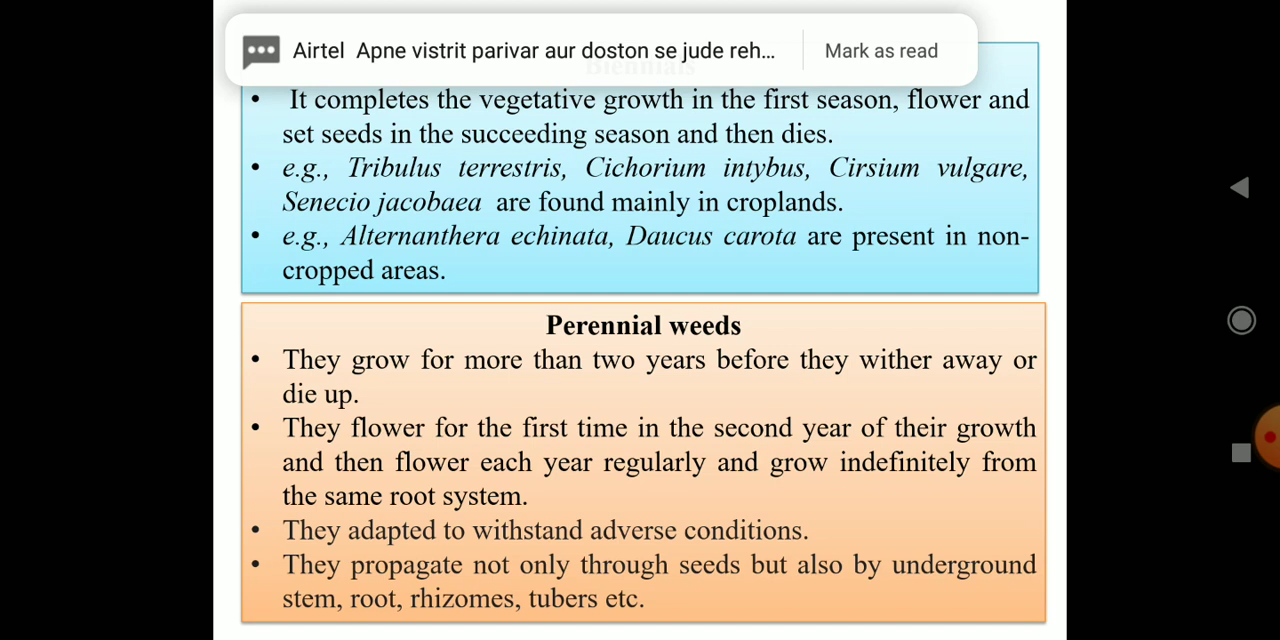 Airtel Apne vistrit parivar aur doston se jude reh... Mark as read
Biennials
• It completes the vegetative growth in the first season, flower and
set seeds in the succeeding season and then dies.
• e.g., Tribulus terrestris, Cichorium intybus, Cirsium vulgare,
Senecio jacobaea are found mainly in croplands.
• e.g., Alternanthera echinata, Daucus carota are present in non-
cropped areas.
Perennial weeds
• They grow for more than two years before they wither away or
die up.
• They flower for the first time in the second year of their growth
and then flower each year regularly and grow indefinitely from
the same root system.
• They adapted to withstand adverse conditions.
• They propagate not only through seeds but also by underground
stem, root, rhizomes, tubers etc.